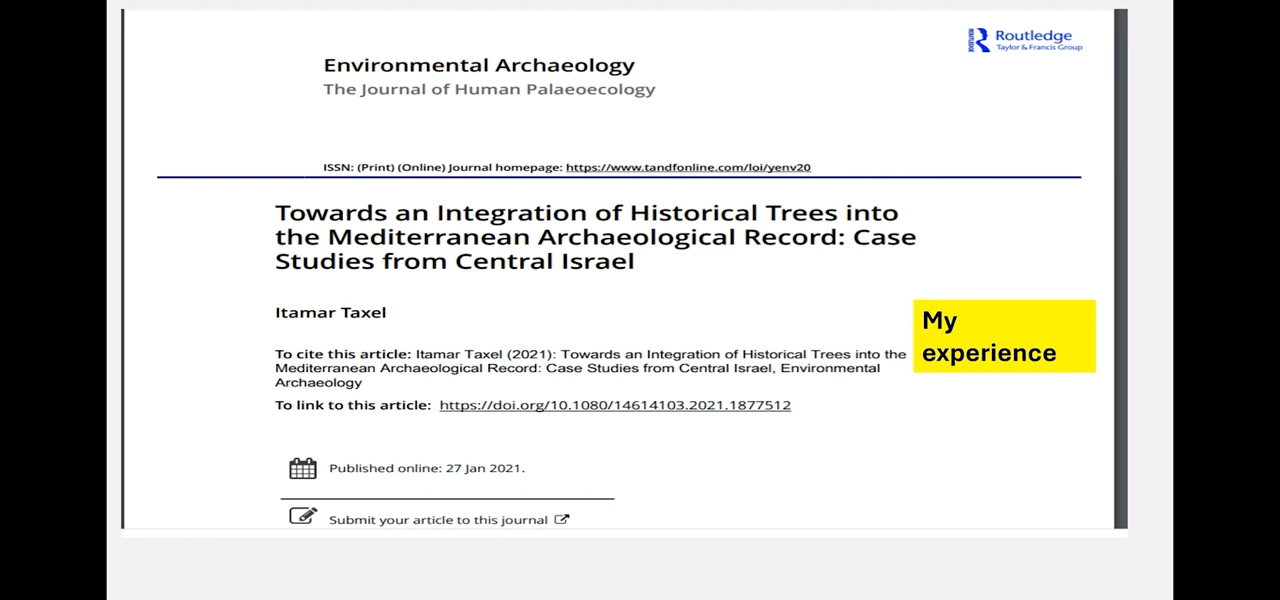 Routledge
Taylor & Francis Group
ROUTLEDGE
Environmental Archaeology
The Journal of Human Palaeoecology
ISSN: (Print) (Online) Journal homepage: https://www.tandfonline.com/loi/yenv20
Towards an Integration of Historical Trees into
the Mediterranean Archaeological Record: Case
Studies from Central Israel
Itamar Taxel
My
experience
To cite this article: Itamar Taxel (2021): Towards an Integration of Historical Trees into the
Mediterranean Archaeological Record: Case Studies from Central Israel, Environmental
Archaeology
To link to this article: https://doi.org/10.1080/14614103.2021.1877512
Published online: 27 Jan 2021.
Submit your article to this journal